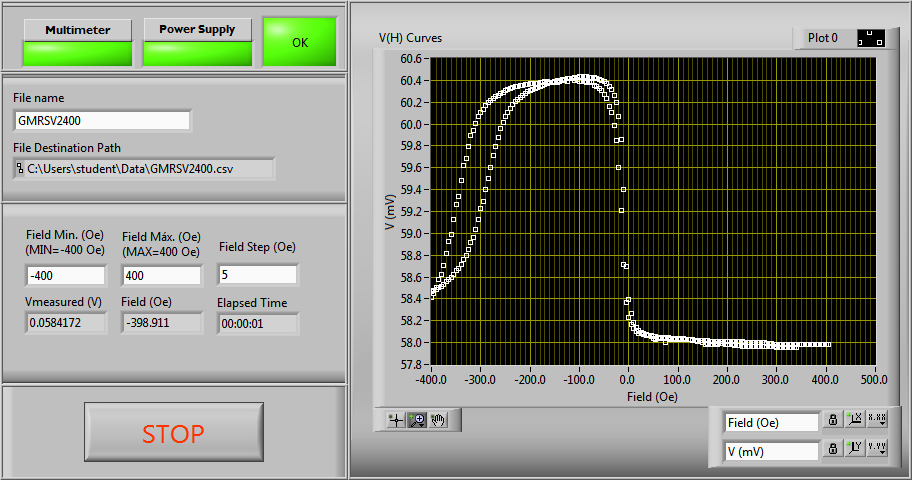 Multimeter
Power Supply
OK
File name
GMRSV2400
File Destination Path
C:\Users\student\Data\GMRSV2400.csv
Field Min. (Oe)
(MIN=-400 Oe)
Field Máx. (Oe)
(MAX=400 Oe)
Field Step (Oe)
-400
400
5
Vmeasured (V)
Field (Oe)
Elapsed Time
0.0584172
-398.911
00:00:01
STOP
V(H) Curves
Plot 0
V (mV)
60.6
60.4
60.2
60.0
59.8
59.6
59.4
59.2
59.0
58.8
58.6
58.4
58.2
58.0
57.8
-400.0 -300.0 -200.0 -100.0 0.0 100.0 200.0 300.0 400.0 500.0
Field (Oe)
Field (Oe)
X
X.XX
V (mV)
Y
Y.YY